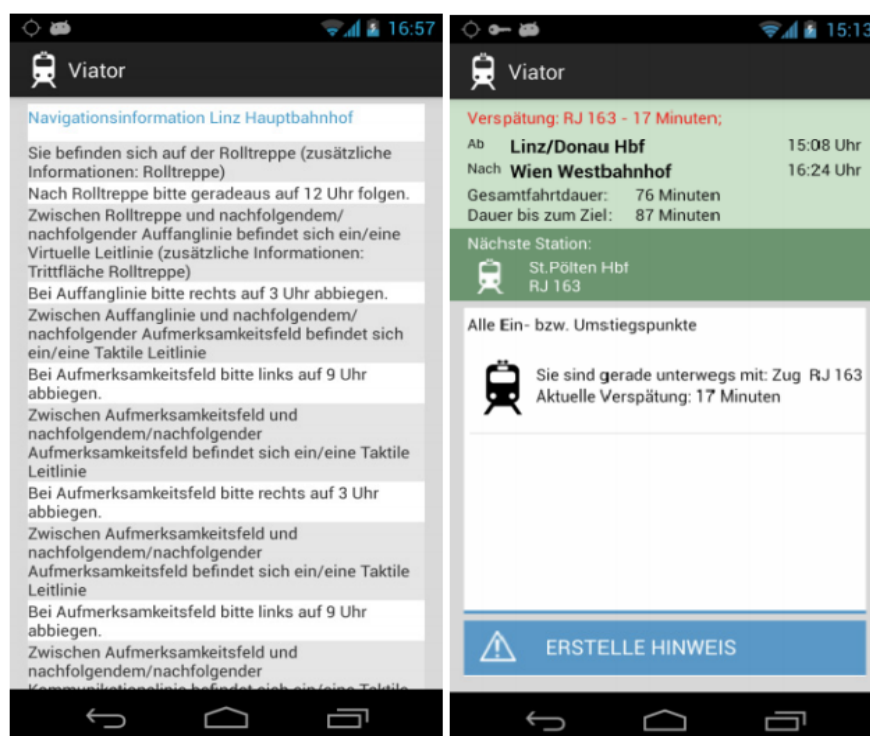 16:57
Viator
Navigationsinformation Linz Hauptbahnhof
Sie befinden sich auf der Rolltreppe (zusätzliche
Informationen: Rolltreppe)
Nach Rolltreppe bitte geradeaus auf 12 Uhr folgen.
Zwischen Rolltreppe und nachfolgendem/
nachfolgender Auffanglinie befindet sich ein/eine
Virtuelle Leitlinie (zusätzliche Informationen:
Trittfläche Rolltreppe)
Bei Auffanglinie bitte rechts auf 3 Uhr abbiegen.
Zwischen Auffanglinie und nachfolgendem/
nachfolgender Aufmerksamkeitsfeld befindet sich
ein/eine Taktile Leitlinie
Bei Aufmerksamkeitsfeld bitte links auf 9 Uhr
abbiegen.
Zwischen Aufmerksamkeitsfeld und
nachfolgendem/nachfolgender
Aufmerksamkeitsfeld befindet sich ein/eine Taktile
Leitlinie
Bei Aufmerksamkeitsfeld bitte rechts auf 3 Uhr
abbiegen.
Zwischen Aufmerksamkeitsfeld und
nachfolgendem/nachfolgender
Aufmerksamkeitsfeld befindet sich ein/eine Taktile
Leitlinie
Bei Aufmerksamkeitsfeld bitte links auf 9 Uhr
abbiegen.
Zwischen Aufmerksamkeitsfeld und
nachfolgendem/nachfolgender
Kommunikationslinie befindet sich ein/eine Taktile
15:13
Viator
Verspätung: RJ 163 - 17 Minuten;
Ab Linz/Donau Hbf 15:08 Uhr
Nach Wien Westbahnhof 16:24 Uhr
Gesamtfahrtdauer: 76 Minuten
Dauer bis zum Ziel: 87 Minuten
Nächste Station:
St.Pölten Hbf
RJ 163
Alle Ein- bzw. Umstiegspunkte
Sie sind gerade unterwegs mit: Zug RJ 163
Aktuelle Verspätung: 17 Minuten
ERSTELLE HINWEIS